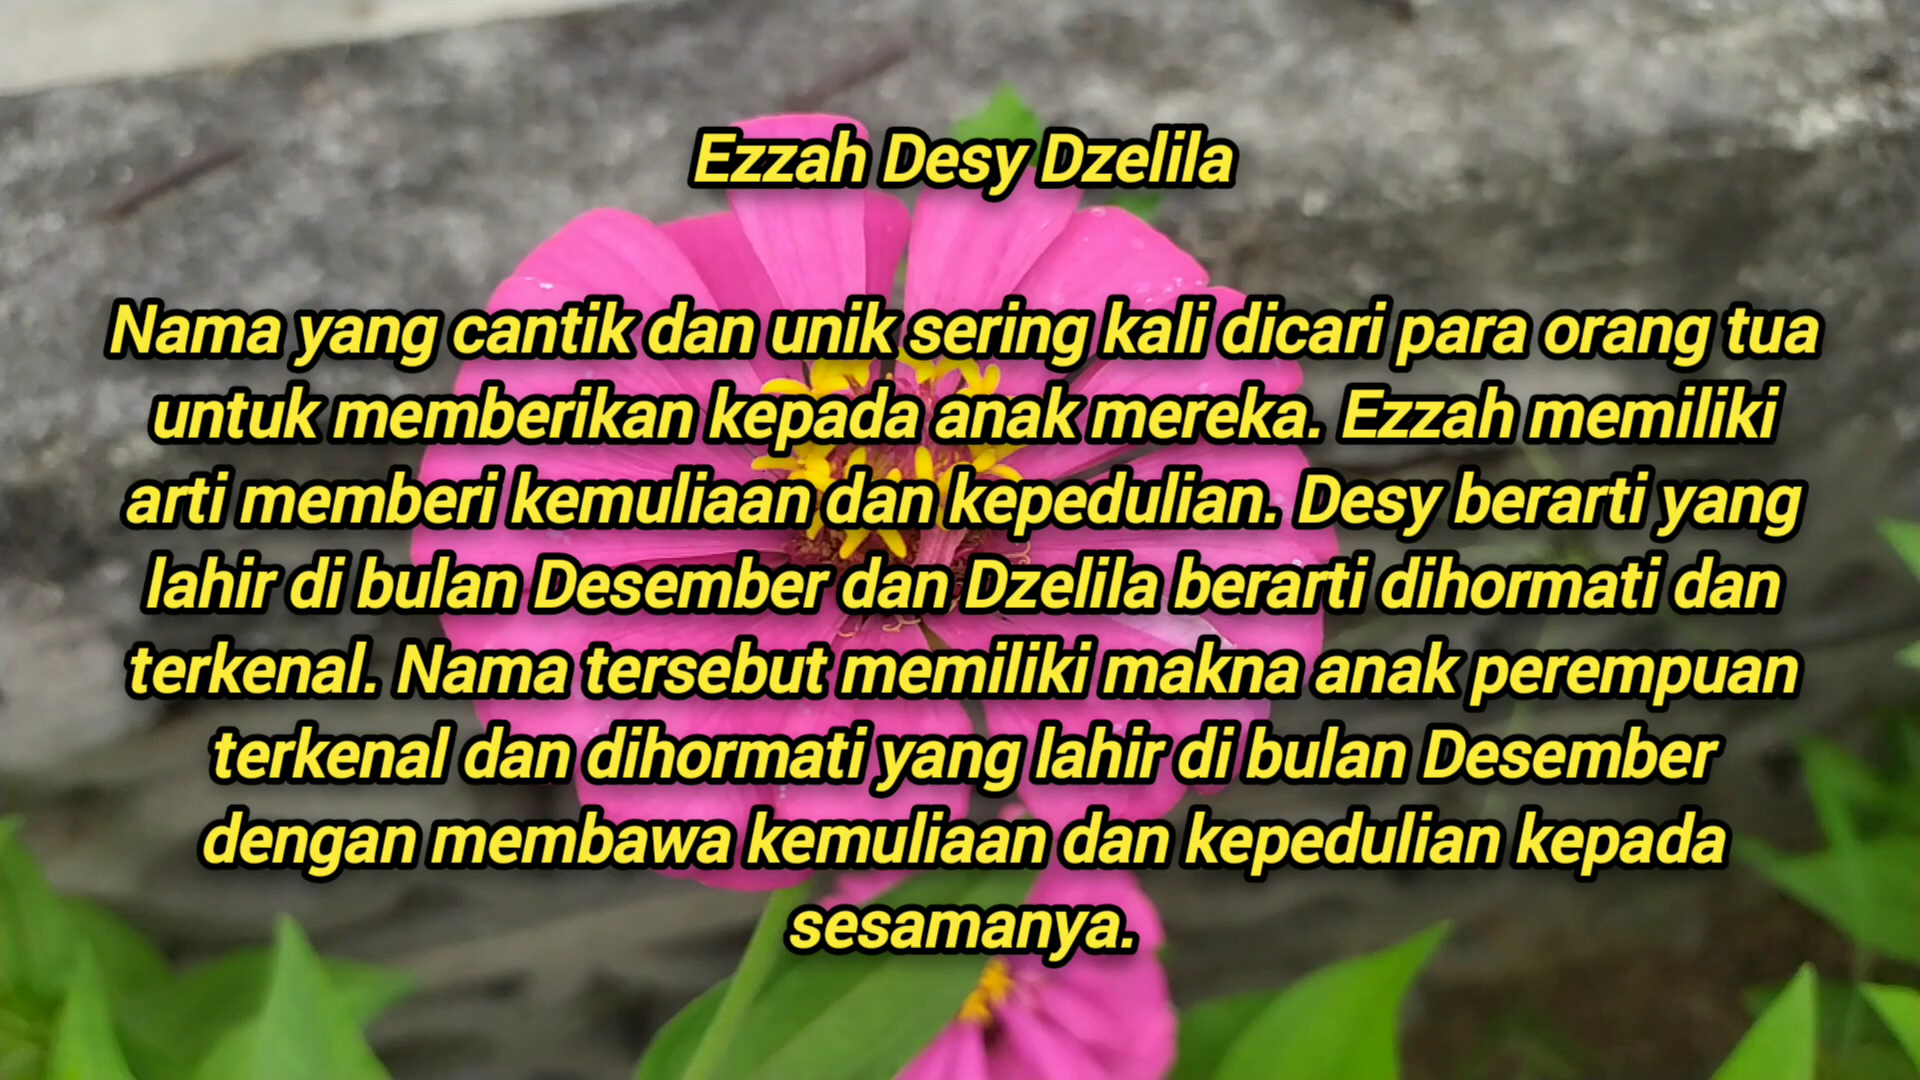 Ezzah Desy Dzelila
Nama yang cantik dan unik sering kali dicari para orang tua
untuk memberikan kepada anak mereka. Ezzah memiliki
arti memberi kemuliaan dan kepedulian. Desy berarti yang
lahir di bulan Desember dan Dzelila berarti dihormati dan
terkenal. Nama tersebut memiliki makna anak perempuan
terkenal dan dihormati yang lahir di bulan Desember
dengan membawa kemuliaan dan kepedulian kepada
sesamanya.